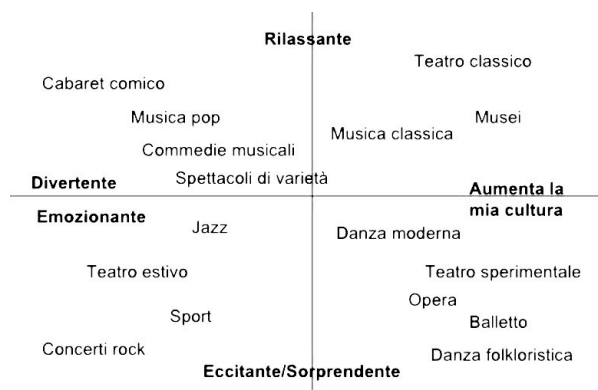 Rilassante
Teatro classico
Cabaret comico
Musica pop
Musei
Musica classica
Commedie musicali
Spettacoli di varietà
Divertente
Aumenta la
mia cultura
Emozionante
Jazz
Danza moderna
Teatro estivo
Teatro sperimentale
Opera
Sport
Balletto
Concerti rock
Danza folkloristica
Eccitante/Sorprendente